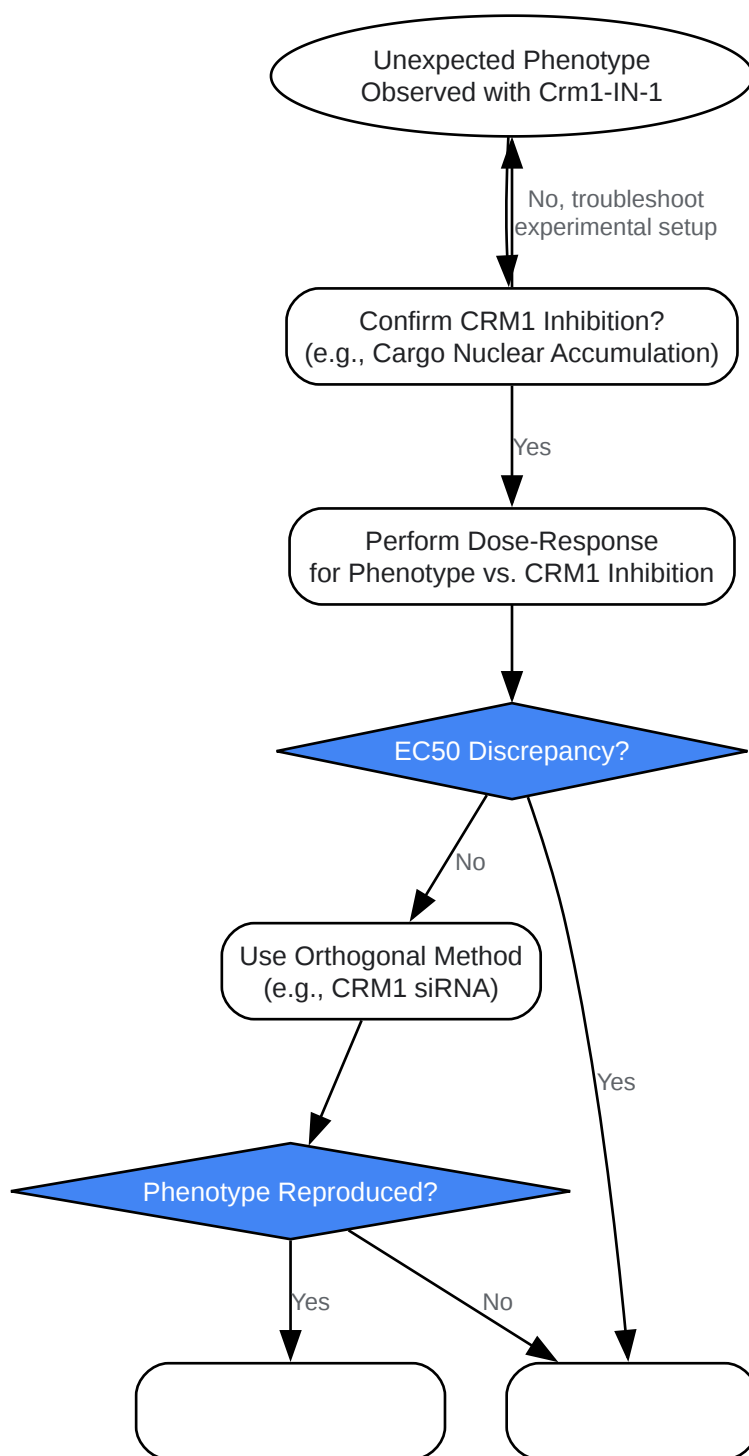 Unexpected Phenotype
Observed with Crm1-IN-1
No, troubleshoot
experimental setup
Confirm CRM1 Inhibition?
(e.g., Cargo Nuclear Accumulation)
Yes
Perform Dose-Response
for Phenotype vs. CRM1 Inhibition
EC50 Discrepancy?
No
Use Orthogonal Method
(e.g., CRM1 siRNA)
Yes
Phenotype Reproduced?
Yes
No